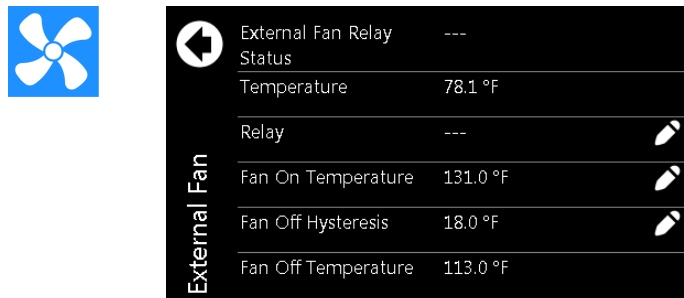 External Fan Relay ---
Status
Temperature 78.1 °F
Relay ---
Fan On Temperature 131.0 °F
Fan Off Hysteresis 18.0 °F
Fan Off Temperature 113.0 °F
External Fan